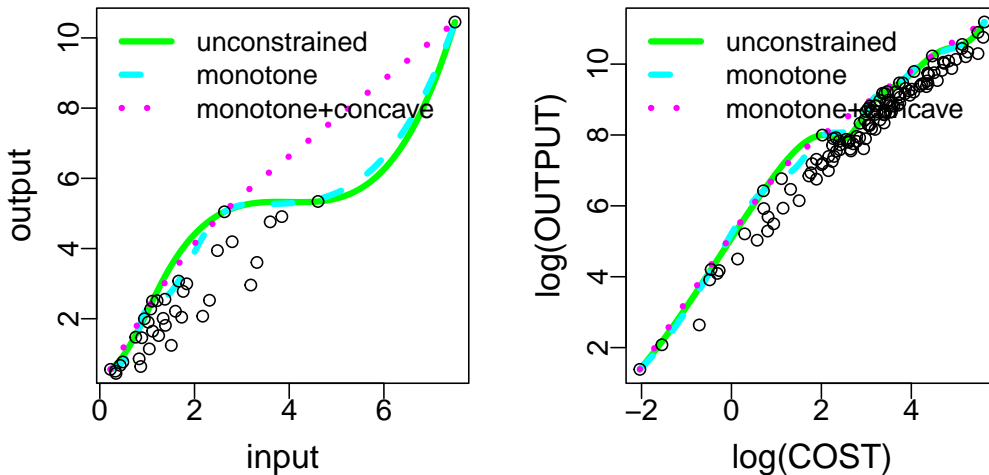 10
8
6
4
2
output
unconstrained
monotone
monotone+concave
0
2
4
6
input
10
8
6
4
2
log(OUTPUT)
unconstrained
monotone
monotone+concave
−2
0
2
4
log(COST)